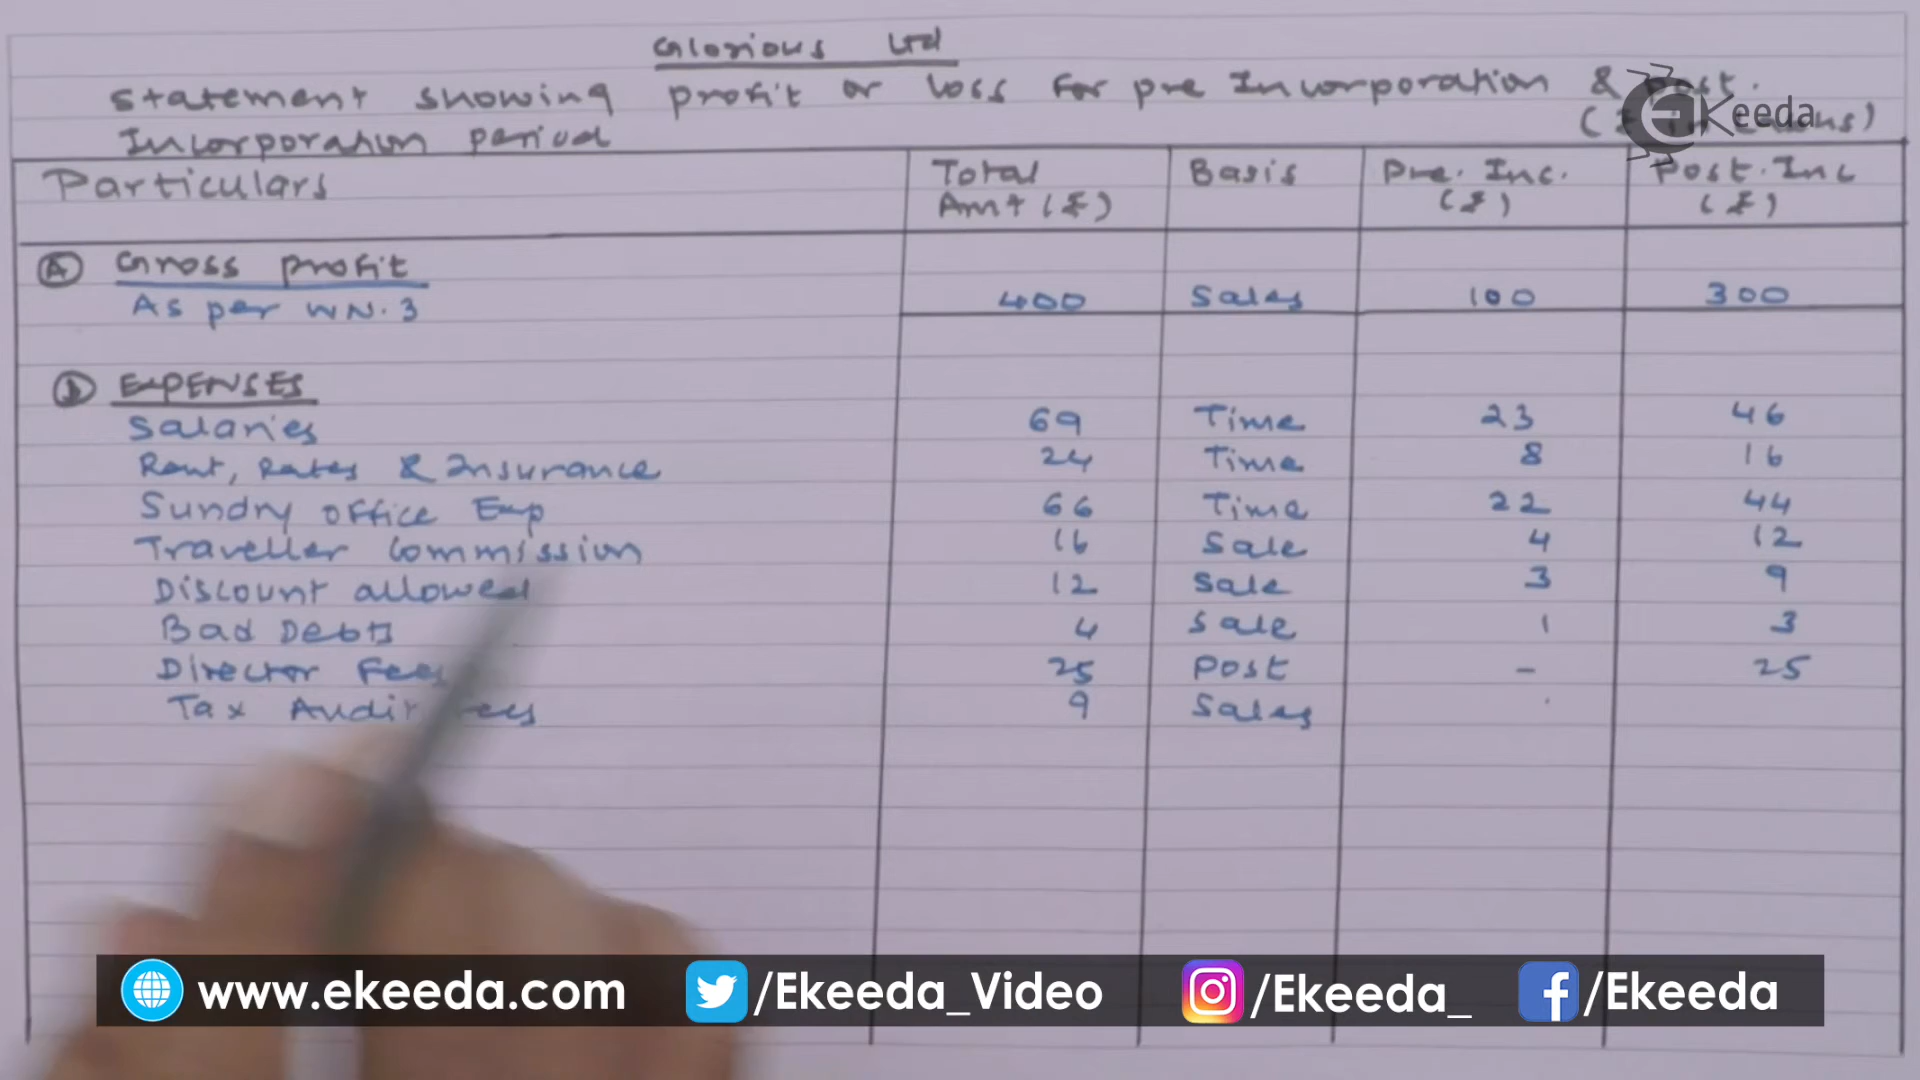 Glorious Ltd
Statement showing profit or loss for pre Incorporation & Post.
Incorporation period
Ekeeda
Particulars Total Amt (₹) Basis Pre. Inc. (₹) Post. Inc (₹)
(A) Gross profit
As per WN. 3 400 Sales 100 300
(B) EXPENSES
Salaries 69 Time 23 46
Rent, Rates & Insurance 24 Time 8 16
Sundry office Exp 66 Time 22 44
Traveller Commission 16 Sale 4 12
Discount allowed 12 Sale 3 9
Bad Debts 4 Sale 1 3
Director Fees 25 Post - 25
Tax Audit Fees 9 Sales
www.ekeeda.com /Ekeeda_Video /Ekeeda_ /Ekeeda